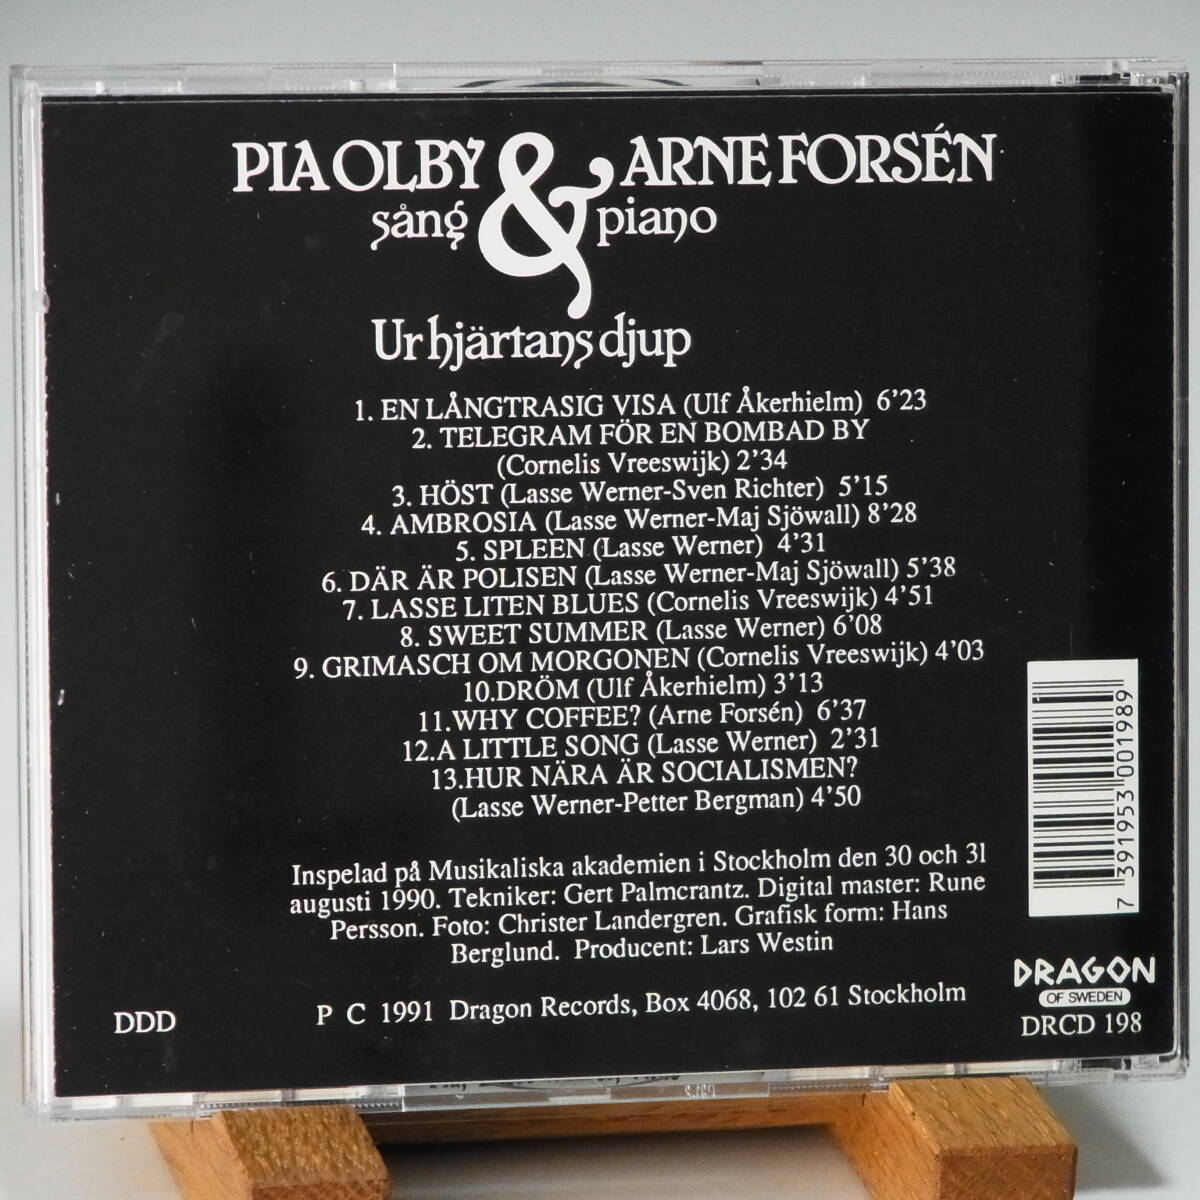 PIA OLBY & ARNE FORSÉN
sång piano
Ur hjärtans djup
1. EN LÅNGTRASIG VISA (Ulf Åkerhielm) 6'23
2. TELEGRAM FÖR EN BOMBAD BY
(Cornelis Vreeswijk) 2'34
3. HÖST (Lasse Werner-Sven Richter) 5'15
4. AMBROSIA (Lasse Werner-Maj Sjöwall) 8'28
5. SPLEEN (Lasse Werner) 4'31
6. DÄR ÄR POLISEN (Lasse Werner-Maj Sjöwall) 5'38
7. LASSE LITEN BLUES (Cornelis Vreeswijk) 4'51
8. SWEET SUMMER (Lasse Werner) 6'08
9. GRIMASCH OM MORGONEN (Cornelis Vreeswijk) 4'03
10.DRÖM (Ulf Åkerhielm) 3'13
11.WHY COFFEE? (Arne Forsén) 6'37
12.A LITTLE SONG (Lasse Werner) 2'31
13.HUR NÄRA ÄR SOCIALISMEN?
(Lasse Werner-Petter Bergman) 4'50
Inspelad på Musikaliska akademien i Stockholm den 30 och 31
augusti 1990. Tekniker: Gert Palmcrantz. Digital master: Rune
Persson. Foto: Christer Landergren. Grafisk form: Hans
Berglund. Producent: Lars Westin
P C 1991 Dragon Records, Box 4068, 102 61 Stockholm
DDD
7 391953 001989
DRAGON
OF SWEDEN
DRCD 198